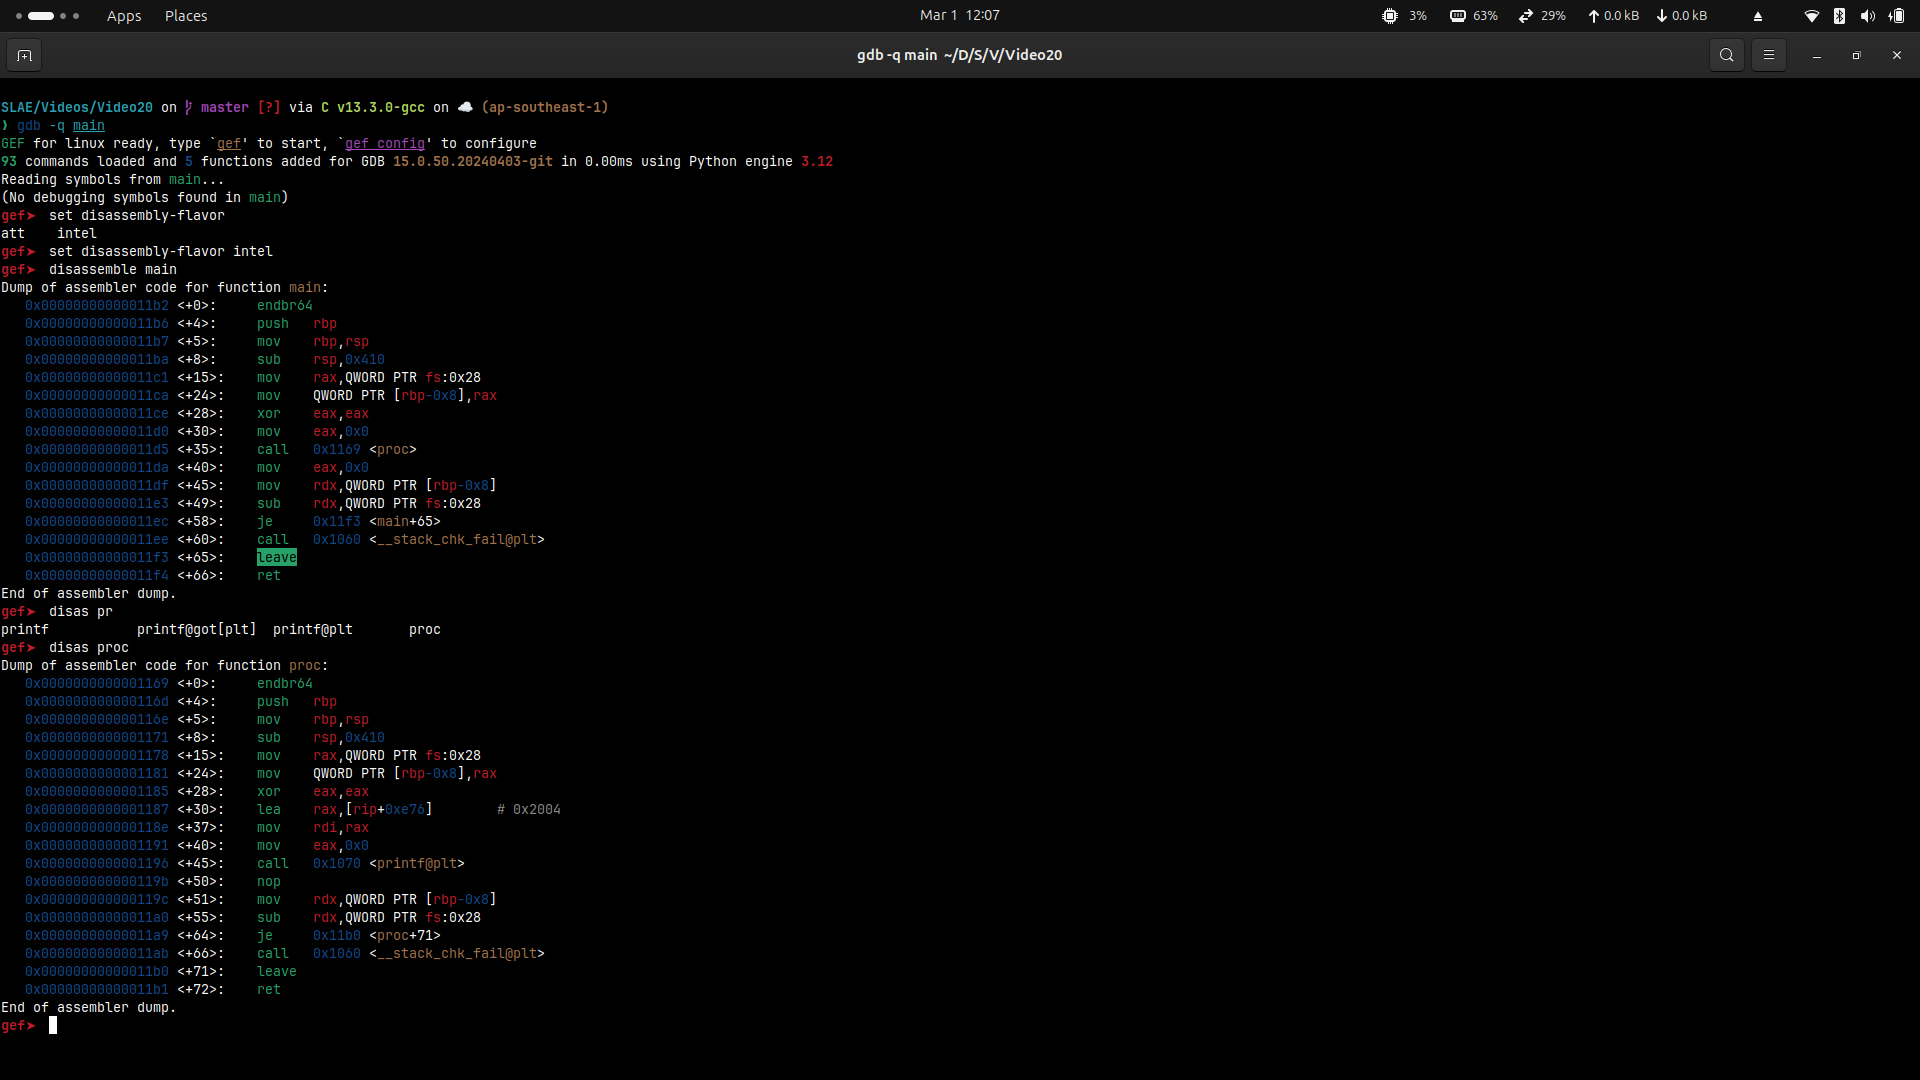 Apps Places Mar 1 12:07 3% 63% 29% 0.0 kB 0.0 kB
gdb -q main ~/D/S/V/Video20
SLAE/Videos/Video20 on master [?] via C v13.3.0-gcc on ☁️ (ap-southeast-1)
❯ gdb -q main
GEF for linux ready, type `gef' to start, `gef config' to configure
93 commands loaded and 5 functions added for GDB 15.0.50.20240403-git in 0.00ms using Python engine 3.12
Reading symbols from main...
(No debugging symbols found in main)
gef➤  set disassembly-flavor
att    intel
gef➤  set disassembly-flavor intel
gef➤  disassemble main
Dump of assembler code for function main:
   0x00000000000011b2 <+0>:     endbr64
   0x00000000000011b6 <+4>:     push   rbp
   0x00000000000011b7 <+5>:     mov    rbp,rsp
   0x00000000000011ba <+8>:     sub    rsp,0x410
   0x00000000000011c1 <+15>:    mov    rax,QWORD PTR fs:0x28
   0x00000000000011ca <+24>:    mov    QWORD PTR [rbp-0x8],rax
   0x00000000000011ce <+28>:    xor    eax,eax
   0x00000000000011d0 <+30>:    mov    eax,0x0
   0x00000000000011d5 <+35>:    call   0x1169 <proc>
   0x00000000000011da <+40>:    mov    eax,0x0
   0x00000000000011df <+45>:    mov    rdx,QWORD PTR [rbp-0x8]
   0x00000000000011e3 <+49>:    sub    rdx,QWORD PTR fs:0x28
   0x00000000000011ec <+58>:    je     0x11f3 <main+65>
   0x00000000000011ee <+60>:    call   0x1060 <__stack_chk_fail@plt>
   0x00000000000011f3 <+65>:    leave
   0x00000000000011f4 <+66>:    ret
End of assembler dump.
gef➤  disas pr
printf           printf@got[plt]  printf@plt       proc
gef➤  disas proc
Dump of assembler code for function proc:
   0x0000000000001169 <+0>:     endbr64
   0x000000000000116d <+4>:     push   rbp
   0x000000000000116e <+5>:     mov    rbp,rsp
   0x0000000000001171 <+8>:     sub    rsp,0x410
   0x0000000000001178 <+15>:    mov    rax,QWORD PTR fs:0x28
   0x0000000000001181 <+24>:    mov    QWORD PTR [rbp-0x8],rax
   0x0000000000001185 <+28>:    xor    eax,eax
   0x0000000000001187 <+30>:    lea    rax,[rip+0xe76]        # 0x2004
   0x000000000000118e <+37>:    mov    rdi,rax
   0x0000000000001191 <+40>:    mov    eax,0x0
   0x0000000000001196 <+45>:    call   0x1070 <printf@plt>
   0x000000000000119b <+50>:    nop
   0x000000000000119c <+51>:    mov    rdx,QWORD PTR [rbp-0x8]
   0x00000000000011a0 <+55>:    sub    rdx,QWORD PTR fs:0x28
   0x00000000000011a9 <+64>:    je     0x11b0 <proc+71>
   0x00000000000011ab <+66>:    call   0x1060 <__stack_chk_fail@plt>
   0x00000000000011b0 <+71>:    leave
   0x00000000000011b1 <+72>:    ret
End of assembler dump.
gef➤